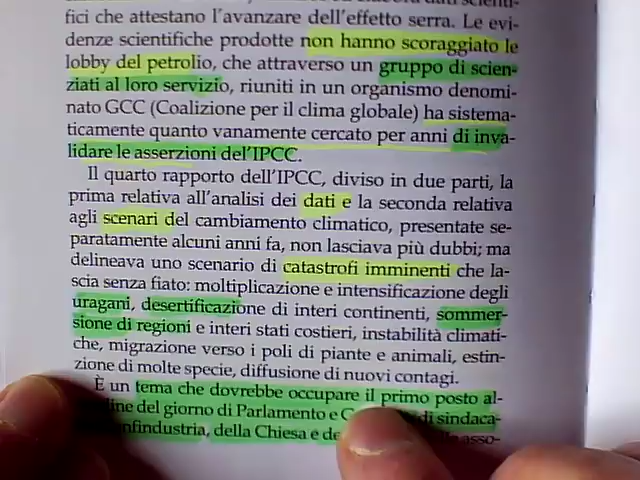 fici che attestano l'avanzare dell'effetto serra. Le evi-
denze scientifiche prodotte non hanno scoraggiato le
lobby del petrolio, che attraverso un gruppo di scien-
ziati al loro servizio, riuniti in un organismo denomi-
nato GCC (Coalizione per il clima globale) ha sistema-
ticamente quanto vanamente cercato per anni di inva-
lidare le asserzioni del'IPCC.
Il quarto rapporto dell'IPCC, diviso in due parti, la
prima relativa all'analisi dei dati e la seconda relativa
agli scenari del cambiamento climatico, presentate se-
paratamente alcuni anni fa, non lasciava più dubbi; ma
delineava uno scenario di catastrofi imminenti che la-
scia senza fiato: moltiplicazione e intensificazione degli
uragani, desertificazione di interi continenti, sommer-
sione di regioni e interi stati costieri, instabilità climati-
che, migrazione verso i poli di piante e animali, estin-
zione di molte specie, diffusione di nuovi contagi.
È un tema che dovrebbe occupare il primo posto al-
dine del giorno di Parlamento e di sindaca-
nfindustria, della Chiesa e de asso-